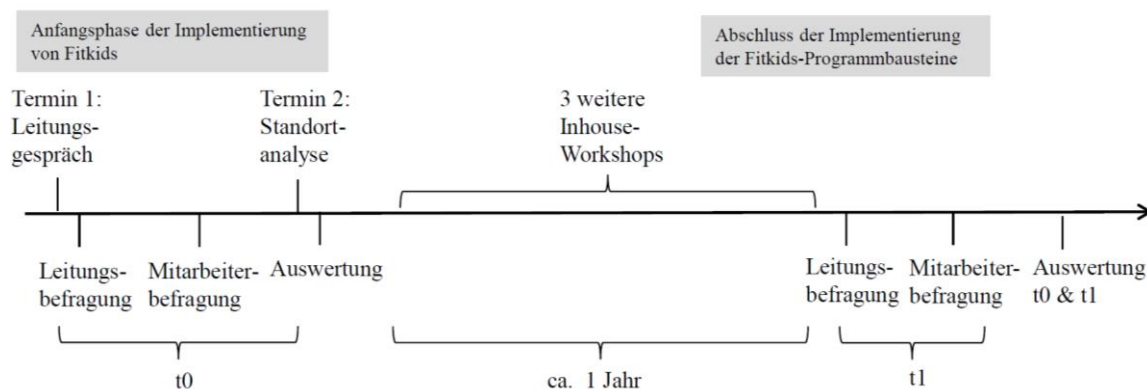 Anfangsphase der Implementierung
von Fitkids
Abschluss der Implementierung
der Fitkids-Programmbausteine
Termin 1:
Leitungs-
gespräch
Termin 2:
Standort-
analyse
3 weitere
Inhouse-
Workshops
Leitungs-
befragung
Mitarbeiter-
befragung
Auswertung
Leitungs-
befragung
Mitarbeiter-
befragung
Auswertung
t0 & t1
t0
ca. 1 Jahr
t1